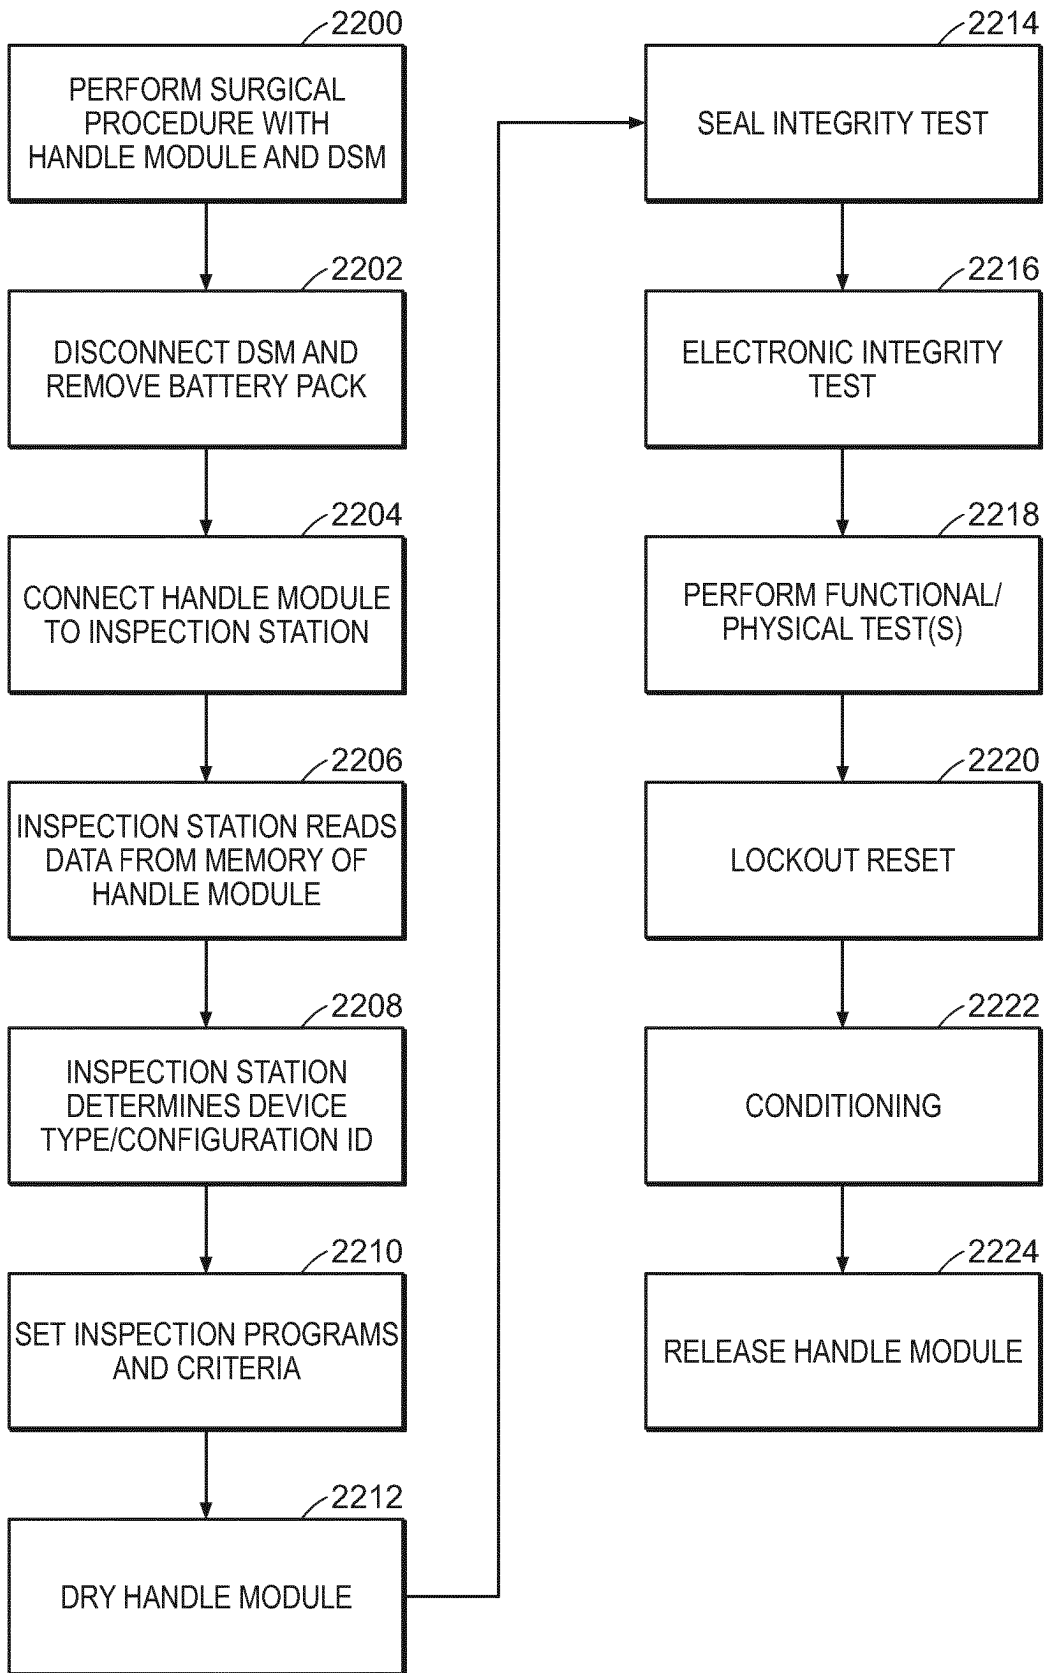 2200
PERFORM SURGICAL
PROCEDURE WITH
HANDLE MODULE AND DSM
2202
DISCONNECT DSM AND
REMOVE BATTERY PACK
2204
CONNECT HANDLE MODULE
TO INSPECTION STATION
2206
INSPECTION STATION READS
DATA FROM MEMORY OF
HANDLE MODULE
2208
INSPECTION STATION
DETERMINES DEVICE
TYPE/CONFIGURATION ID
2210
SET INSPECTION PROGRAMS
AND CRITERIA
2212
DRY HANDLE MODULE
2214
SEAL INTEGRITY TEST
2216
ELECTRONIC INTEGRITY
TEST
2218
PERFORM FUNCTIONAL/
PHYSICAL TEST(S)
2220
LOCKOUT RESET
2222
CONDITIONING
2224
RELEASE HANDLE MODULE